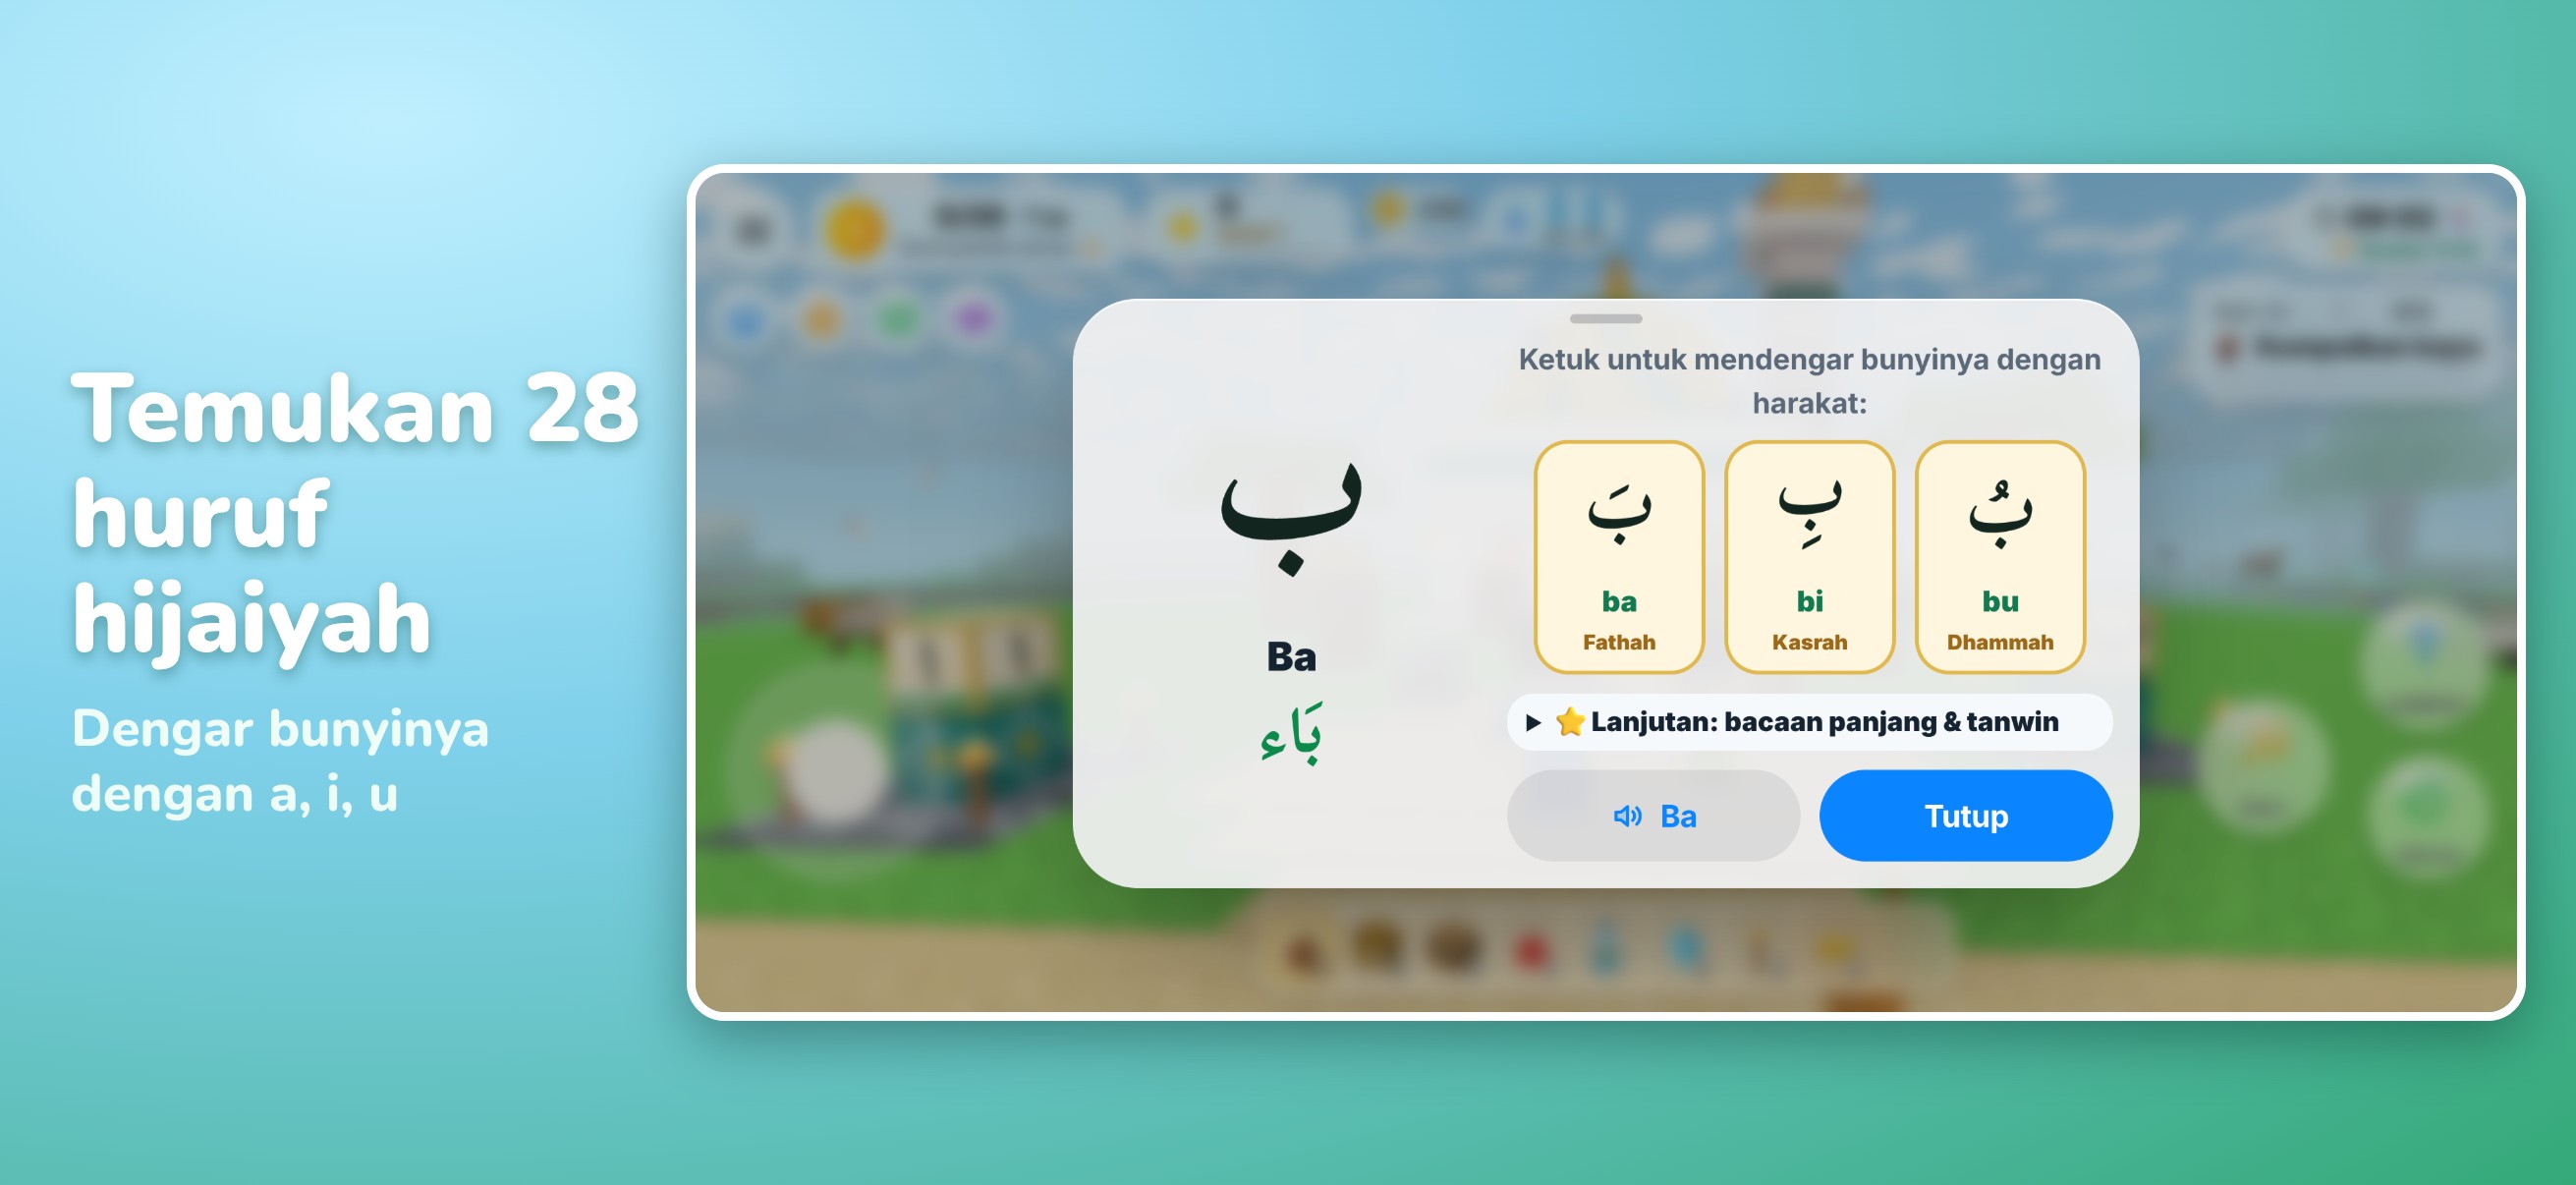 Temukan 28
huruf
hijaiyah
Dengar bunyinya
dengan a, i, u
ب
Ba
بَاء
Ketuk untuk mendengar bunyinya dengan
harakat:
بَ بِ بُ
ba bi bu
Fathah Kasrah Dhammah
▶ ⭐ Lanjutan: bacaan panjang & tanwin
Ba Tutup